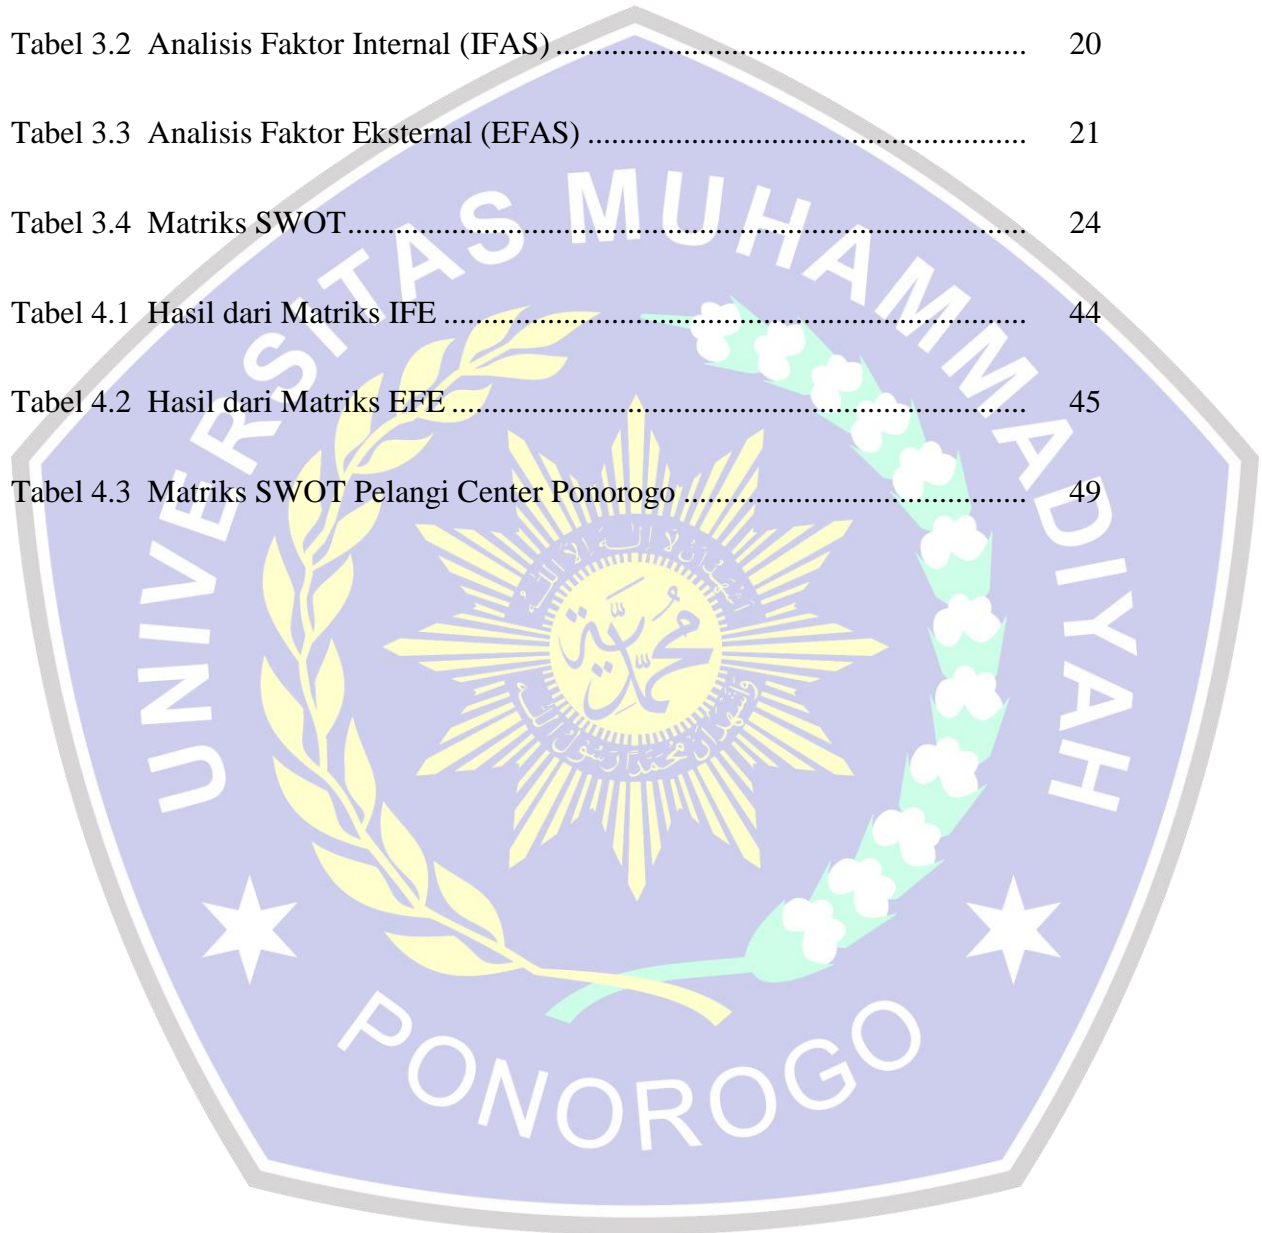 Tabel 3.2 Analisis Faktor Internal (IFAS) ........................................................... 20
Tabel 3.3 Analisis Faktor Eksternal (EFAS) ....................................................... 21
Tabel 3.4 Matriks SWOT..................................................................................... 24
Tabel 4.1 Hasil dari Matriks IFE ......................................................................... 44
Tabel 4.2 Hasil dari Matriks EFE ........................................................................ 45
Tabel 4.3 Matriks SWOT Pelangi Center Ponorogo ........................................... 49
UNIVERSITAS MUHAMMADIYAH
محمدية
PONOROGO